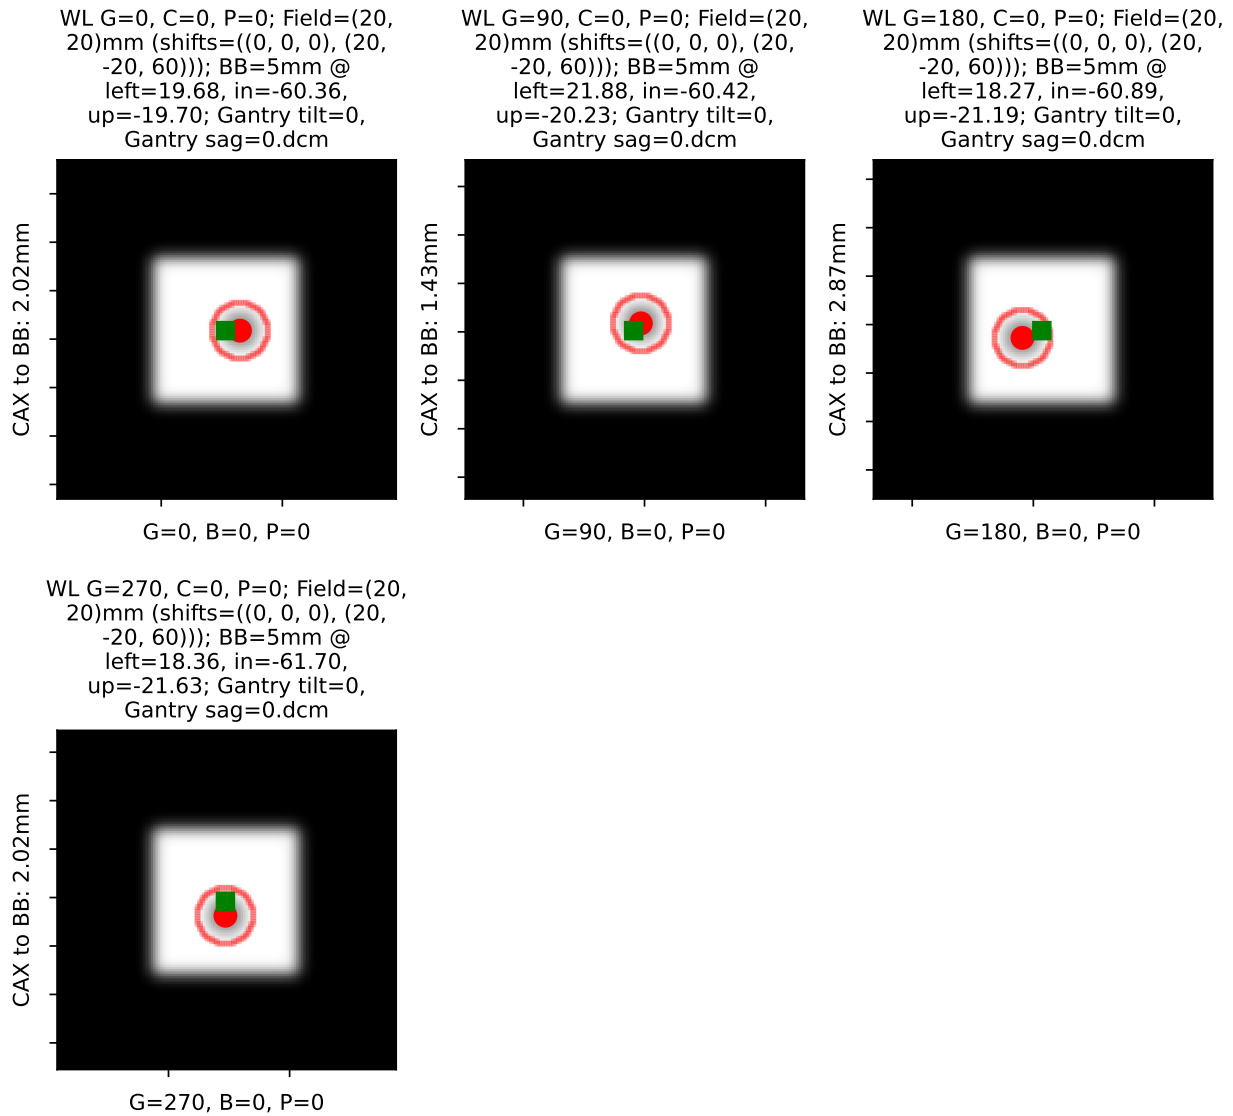 WL G=0, C=0, P=0; Field=(20,
20)mm (shifts=((0, 0, 0), (20,
-20, 60))); BB=5mm @
left=19.68, in=-60.36,
up=-19.70; Gantry tilt=0,
Gantry sag=0.dcm
CAX to BB: 2.02mm
G=0, B=0, P=0
WL G=90, C=0, P=0; Field=(20,
20)mm (shifts=((0, 0, 0), (20,
-20, 60))); BB=5mm @
left=21.88, in=-60.42,
up=-20.23; Gantry tilt=0,
Gantry sag=0.dcm
CAX to BB: 1.43mm
G=90, B=0, P=0
WL G=180, C=0, P=0; Field=(20,
20)mm (shifts=((0, 0, 0), (20,
-20, 60))); BB=5mm @
left=18.27, in=-60.89,
up=-21.19; Gantry tilt=0,
Gantry sag=0.dcm
CAX to BB: 2.87mm
G=180, B=0, P=0
WL G=270, C=0, P=0; Field=(20,
20)mm (shifts=((0, 0, 0), (20,
-20, 60))); BB=5mm @
left=18.36, in=-61.70,
up=-21.63; Gantry tilt=0,
Gantry sag=0.dcm
CAX to BB: 2.02mm
G=270, B=0, P=0